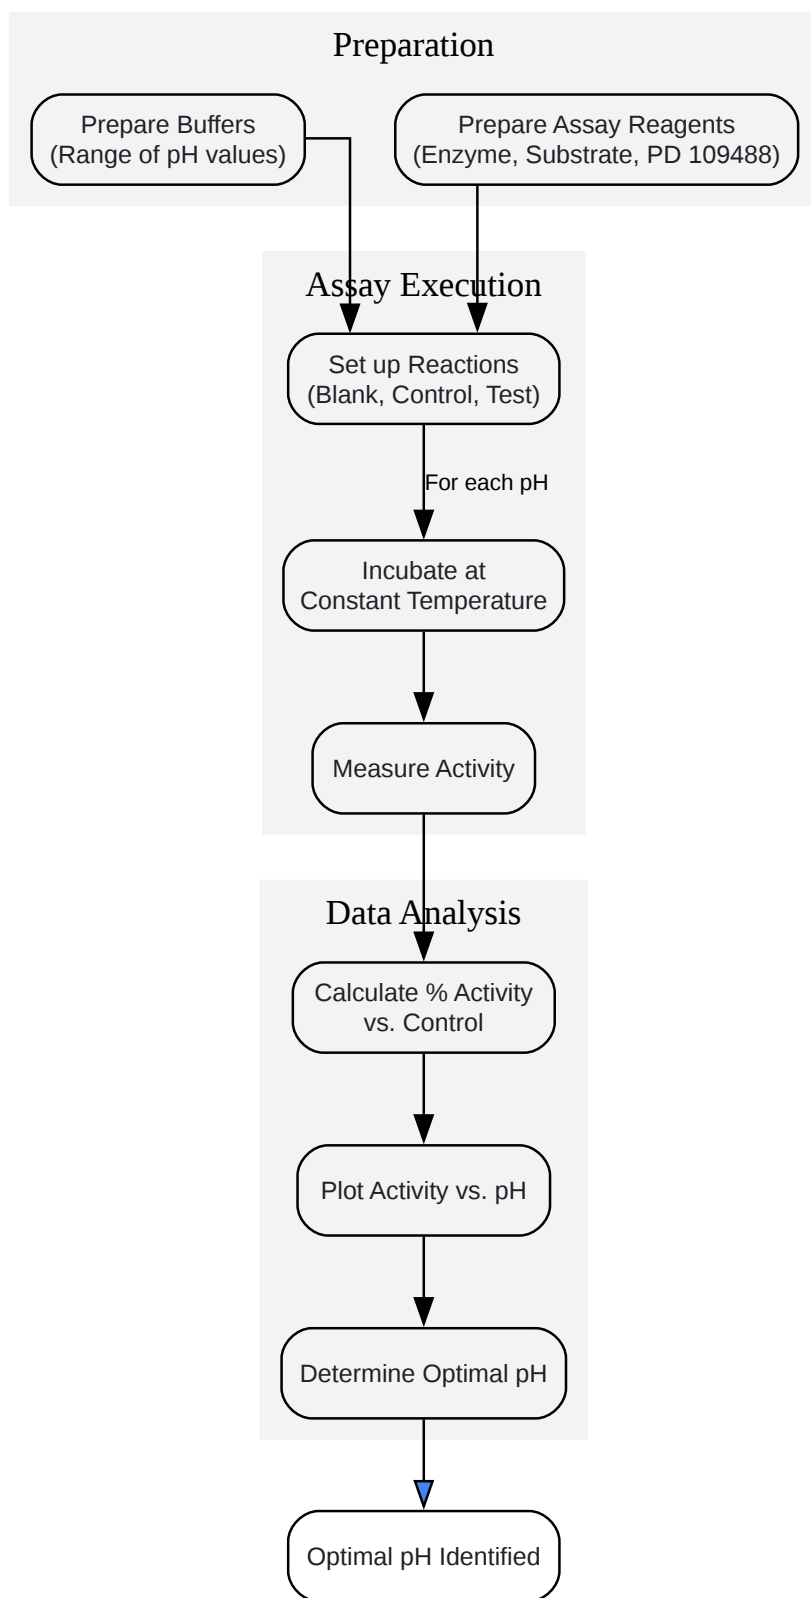 Preparation
Prepare Buffers
(Range of pH values)
Prepare Assay Reagents
(Enzyme, Substrate, PD 109488)
Assay Execution
Set up Reactions
(Blank, Control, Test)
For each pH
Incubate at
Constant Temperature
Measure Activity
Data Analysis
Calculate % Activity
vs. Control
Plot Activity vs. pH
Determine Optimal pH
Optimal pH Identified